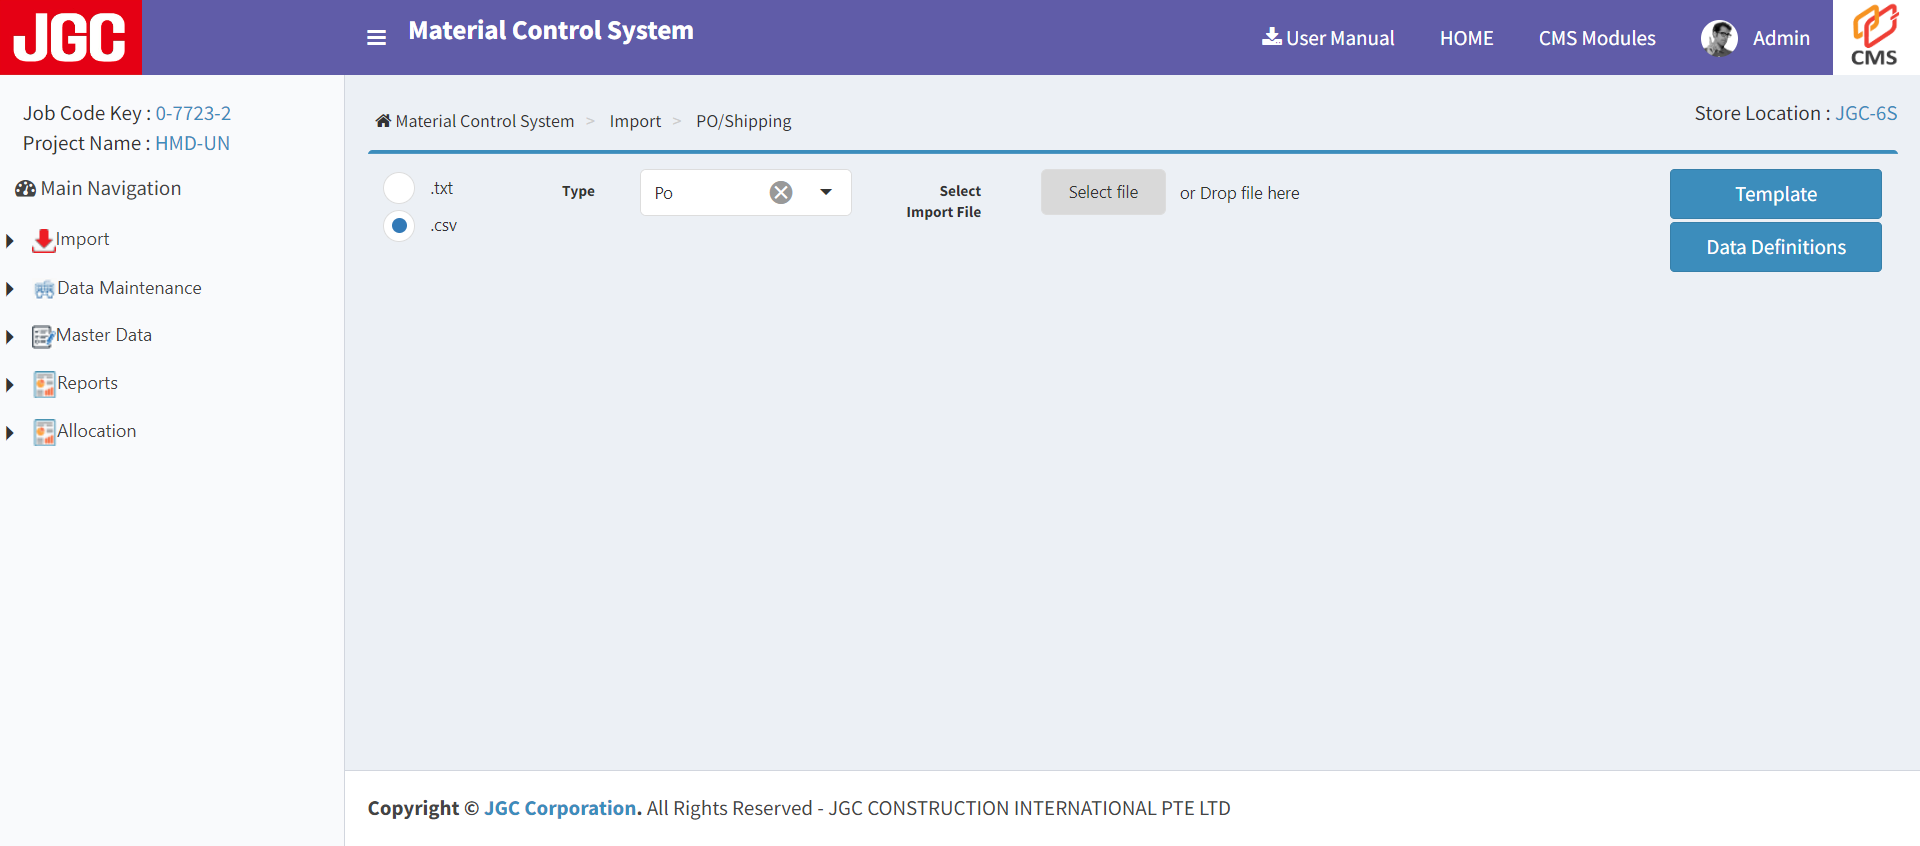 JGC
Material Control System
User Manual
HOME
CMS Modules
Admin
CMS
Job Code Key : 0-7723-2
Project Name : HMD-UN
Main Navigation
Import
Data Maintenance
Master Data
Reports
Allocation
Material Control System > Import > PO/Shipping
Store Location : JGC-6S
.txt
.csv
Type
Po
Select
Import File
Select file
or Drop file here
Template
Data Definitions
Copyright © JGC Corporation. All Rights Reserved - JGC CONSTRUCTION INTERNATIONAL PTE LTD